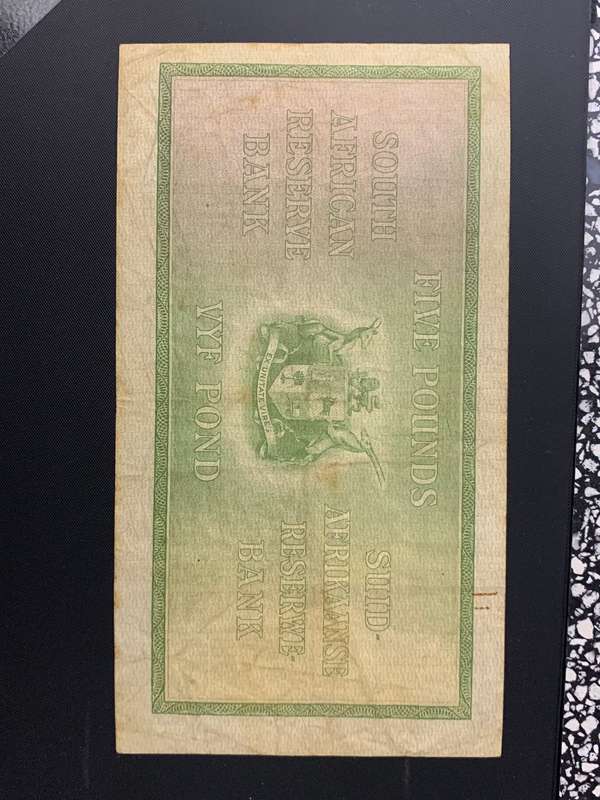 FIVE POUNDS
SOUTH
AFRICAN
RESERVE
BANK
EX UNITATE VIRES
SUID-
AFRIKAANSE
RESERWE-
BANK
VYF POND